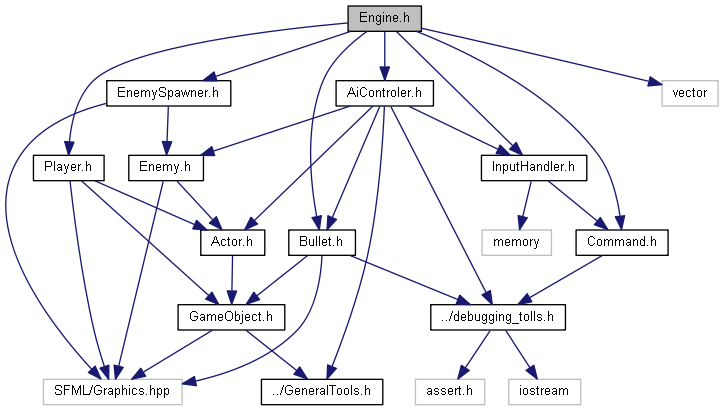 Engine.h
EnemySpawner.h
AiControler.h
vector
Player.h
Enemy.h
InputHandler.h
Actor.h
Bullet.h
memory
Command.h
GameObject.h
../debugging_tolls.h
SFML/Graphics.hpp
../GeneralTools.h
assert.h
iostream